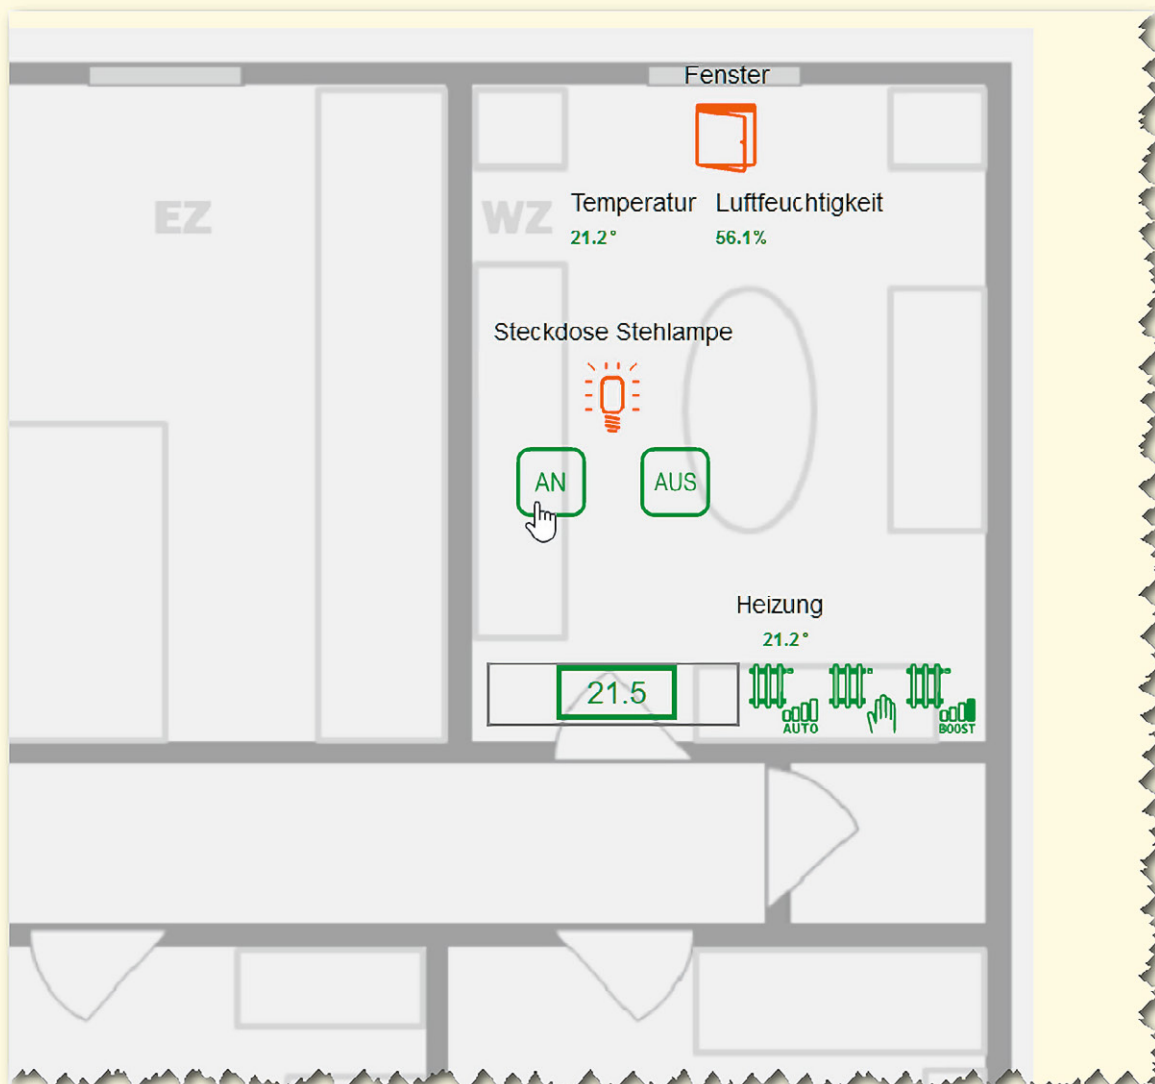 Fenster
EZ
WZ
Temperatur Luftfeuchtigkeit
21.2° 56.1%
Steckdose Stehlampe
AN AUS
Heizung
21.2°
21.5
AUTO BOOST